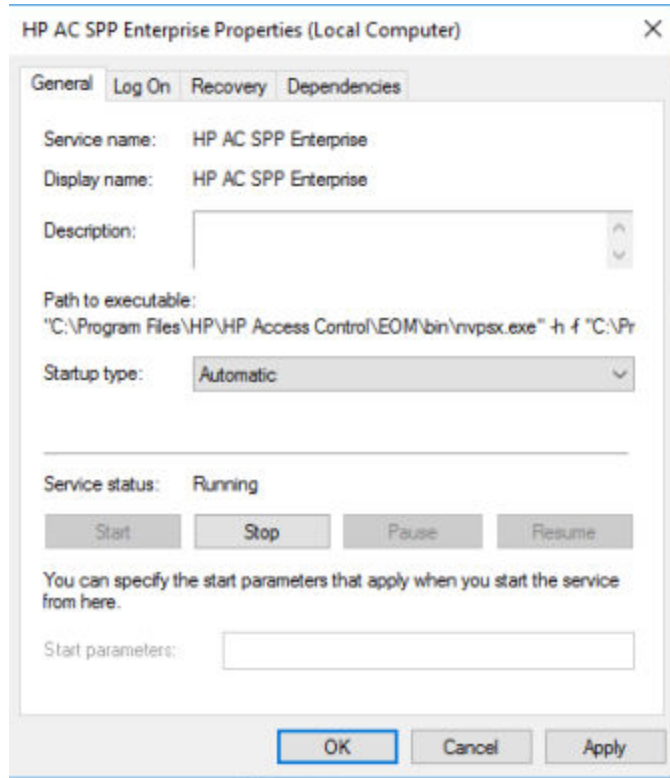 HP AC SPP Enterprise Properties (Local Computer)
General Log On Recovery Dependencies
Service name: HP AC SPP Enterprise
Display name: HP AC SPP Enterprise
Description:
Path to executable:
"C:\Program Files\HP\HP Access Control\EOM\bin\nvpsx.exe" -h -f "C:\Pr
Startup type: Automatic
Service status: Running
Start Stop Pause Resume
You can specify the start parameters that apply when you start the service
from here.
Start parameters:
OK Cancel Apply